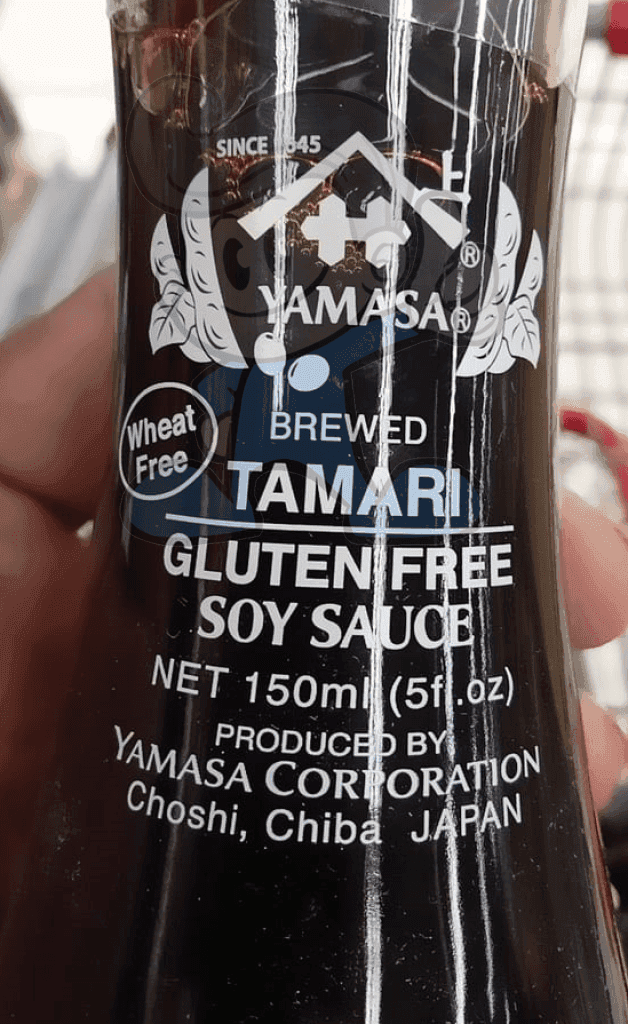 SINCE 1645
YAMASA®
Wheat
Free
BREWED
TAMARI
GLUTEN FREE
SOY SAUCE
NET 150ml (5fl.oz)
PRODUCED BY
YAMASA CORPORATION
Choshi, Chiba JAPAN